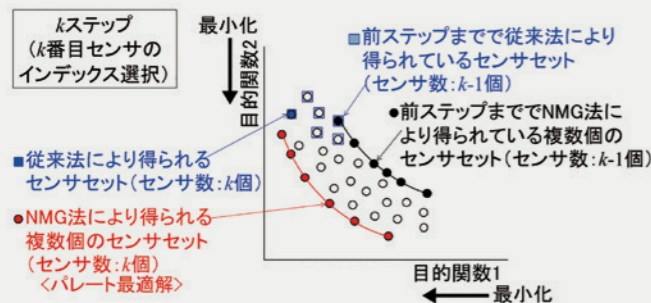 kステップ
(k番目センサの
インデックス選択)
最小化
目的関数2
■前ステップまでで従来法により
得られているセンサセット
(センサ数:k-1個)
●前ステップまででNMG法に
より得られている複数個の
センサセット(センサ数:k-1個)
■従来法により得られる
センサセット(センサ数:k個)
●NMG法により得られる
複数個のセンサセット
(センサ数:k個)
<パレート最適解>
目的関数1
最小化